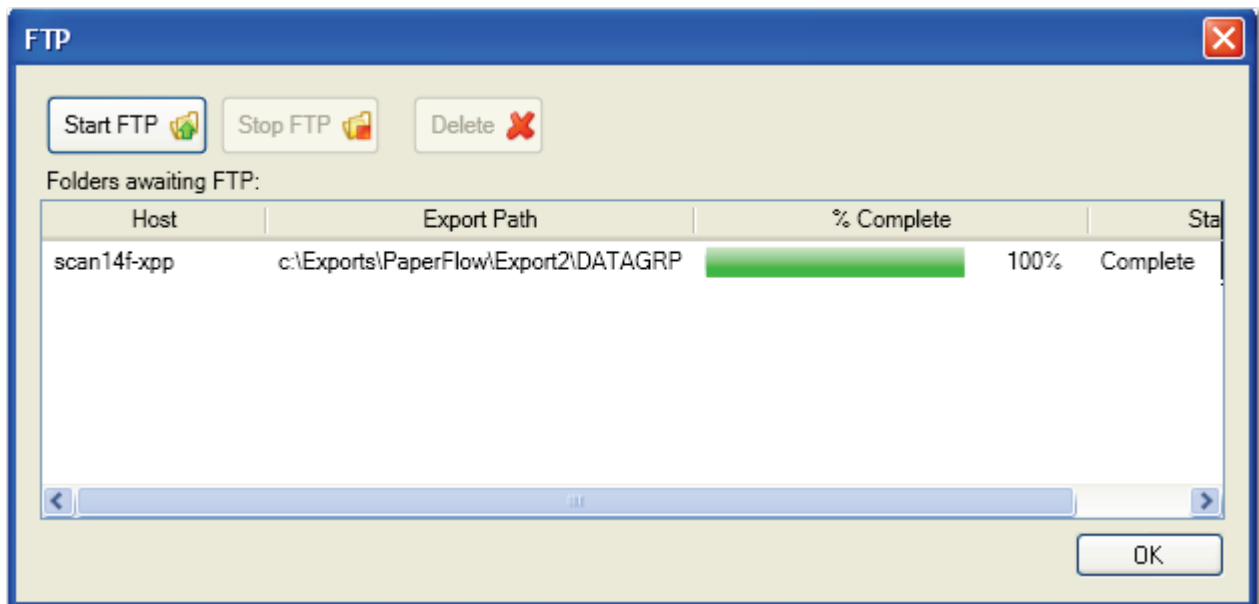 FTP
Start FTP Stop FTP Delete
Folders awaiting FTP:
Host Export Path % Complete Sta
scan14f-xpp c:\Exports\PaperFlow\Export2\DATAGRP 100% Complete
OK